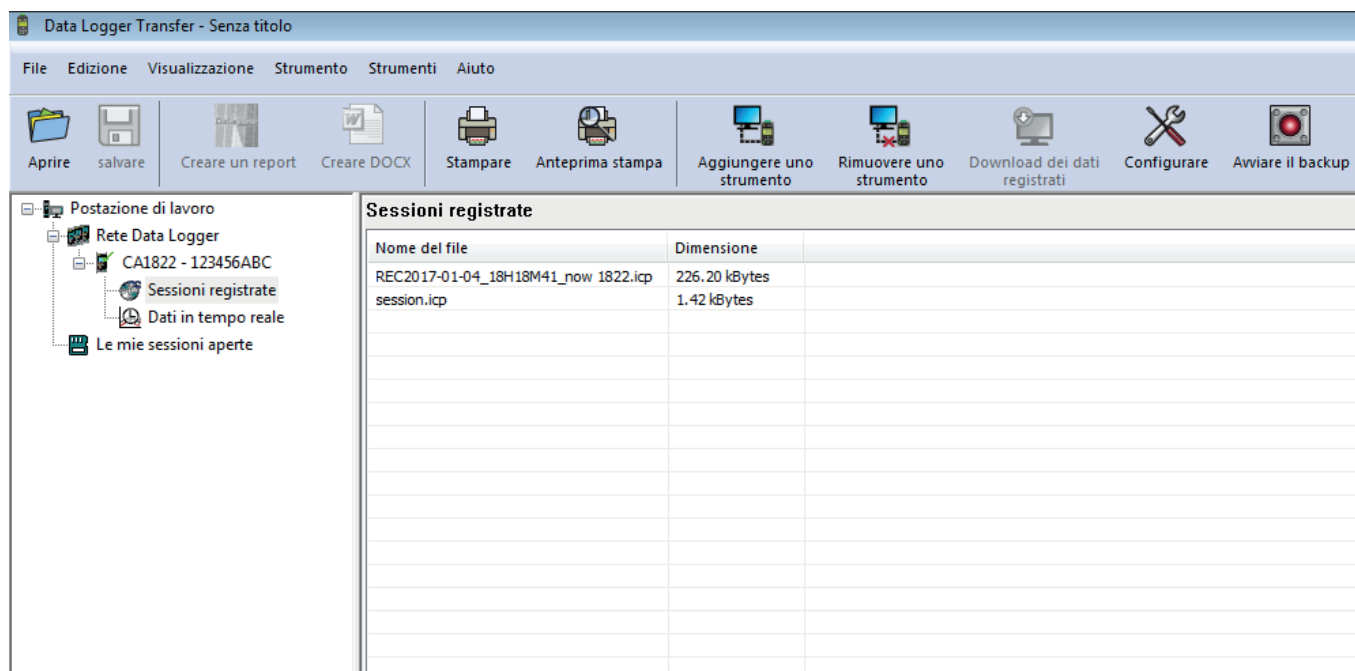 Data Logger Transfer - Senza titolo
File Edizione Visualizzazione Strumento Strumenti Aiuto
Aprire salvare Creare un report Creare DOCX Stampare Anteprima stampa Aggiungere uno strumento Rimuovere uno strumento Download dei dati registrati Configurare Avviare il backup
Postazione di lavoro
Rete Data Logger
CA1822 - 123456ABC
Sessioni registrate
Dati in tempo reale
Le mie sessioni aperte
Sessioni registrate
Nome del file Dimensione
REC2017-01-04_18H18M41_now 1822.icp 226.20 kBytes
session.icp 1.42 kBytes